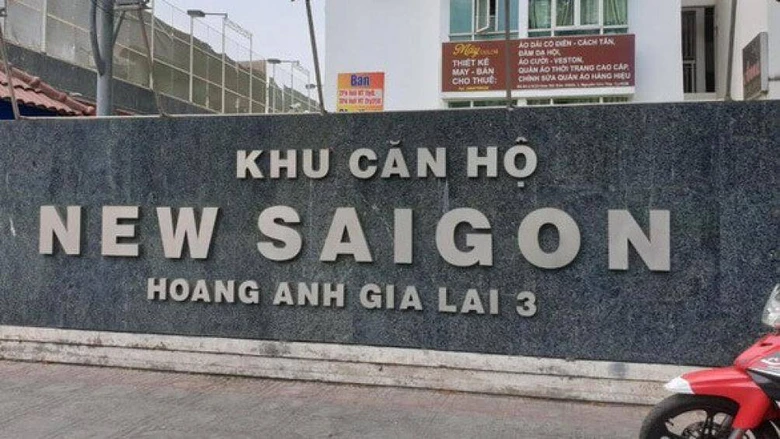 May
THIẾT KẾ
MAY - BÁN
CHO THUÊ:
ÁO DÀI CỔ ĐIỂN - CÁCH TÂN,
ĐẦM DẠ HỘI,
ÁO CƯỚI - VESTON,
QUẦN ÁO THỜI TRANG CAO CẤP,
CHỈNH SỬA QUẦN ÁO HÀNG HIỆU
Bán
KHU CĂN HỘ
NEW SAIGON
HOANG ANH GIA LAI 3